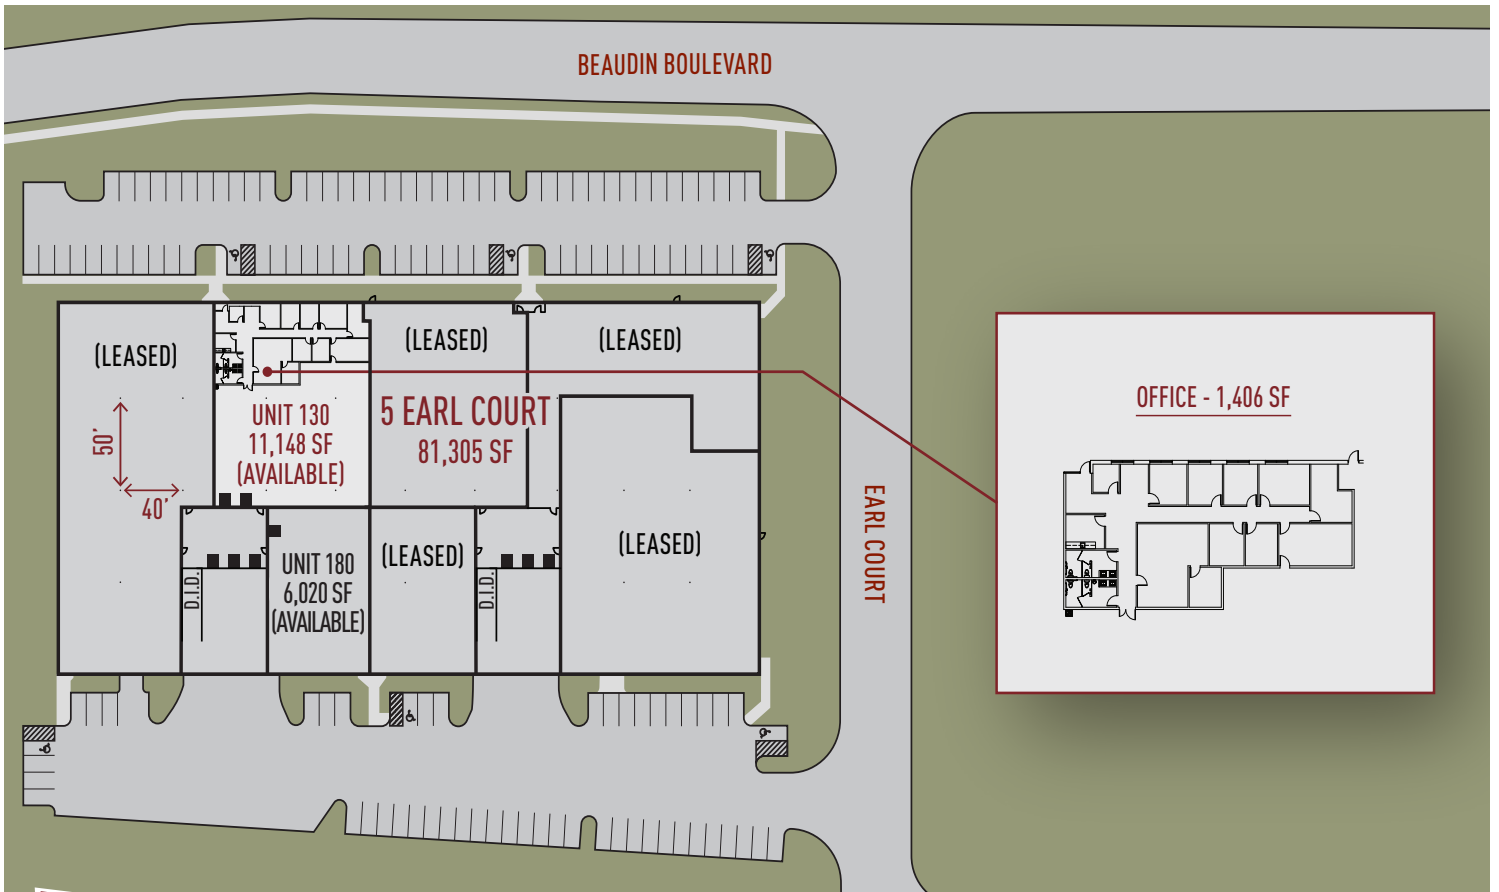 BEAUDIN BOULEVARD
(LEASED)
(LEASED)
(LEASED)
5 EARL COURT
81,305 SF
UNIT 130
11,148 SF
(AVAILABLE)
50’
40’
OFFICE - 1,406 SF
EARL COURT
(LEASED)
(LEASED)
UNIT 180
6,020 SF
(AVAILABLE)
D.I.D.
D.I.D.